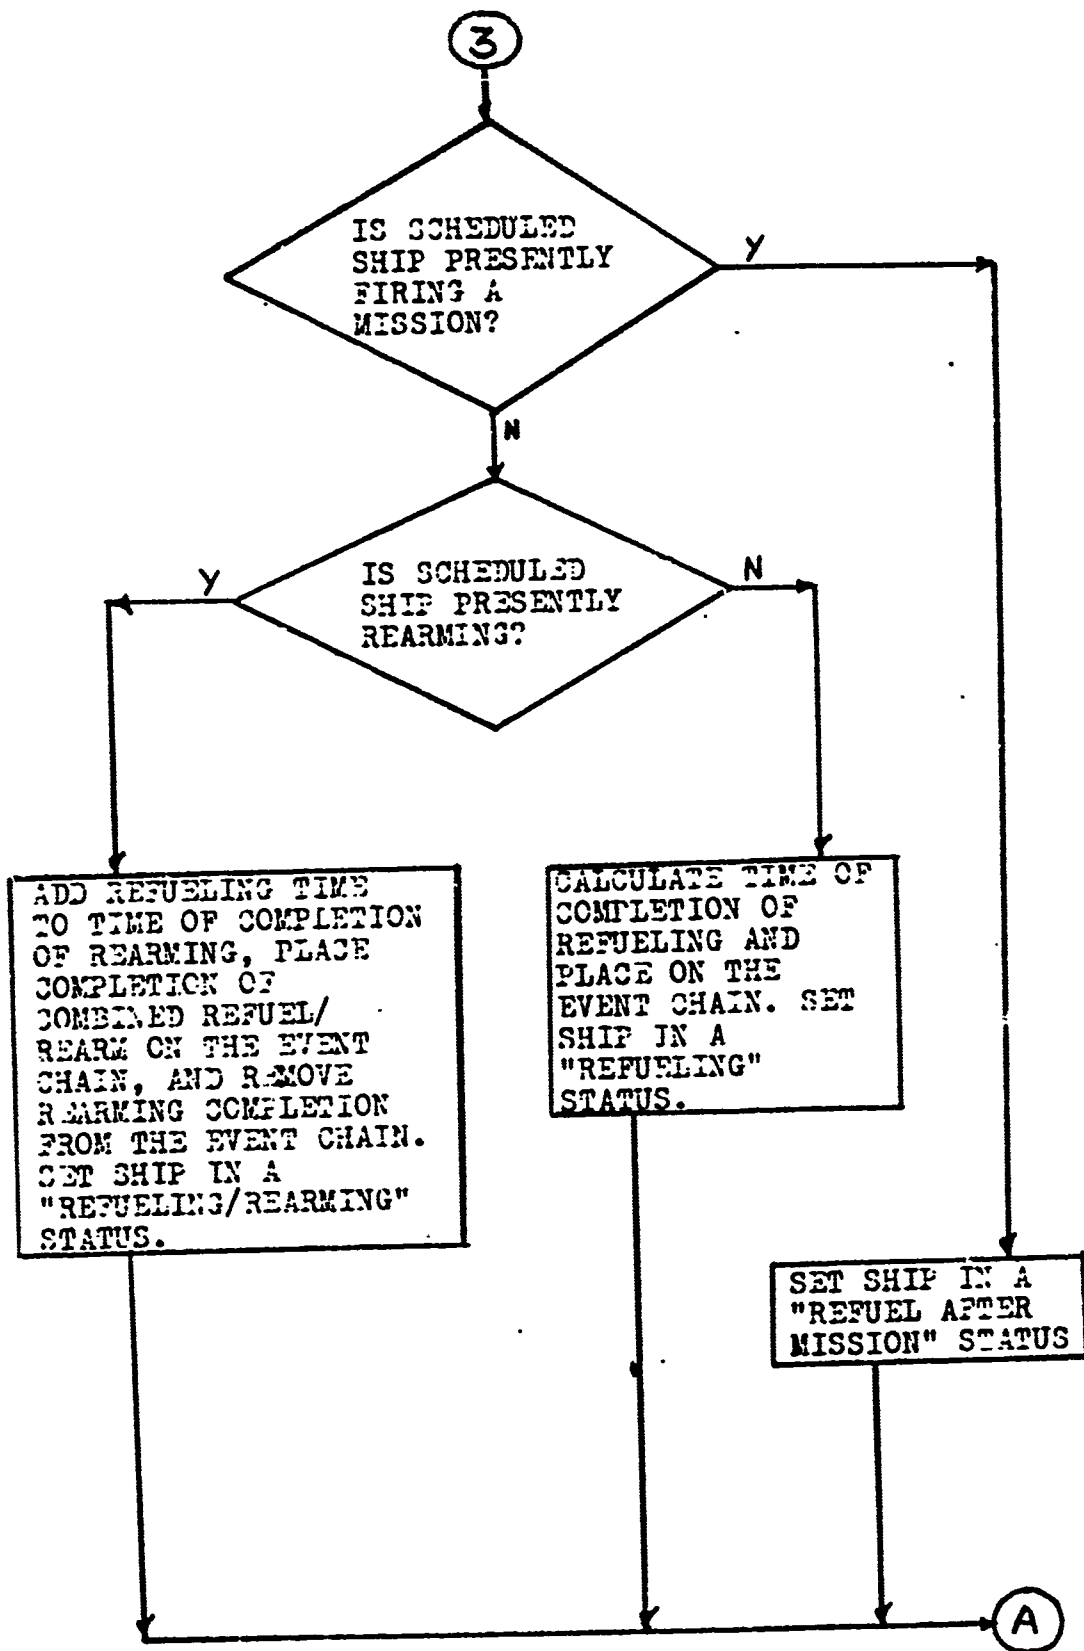 3
IS SCHEDULED
SHIP PRESENTLY
FIRING A
MISSION?
Y
N
IS SCHEDULED
SHIP PRESENTLY
REARMING?
Y
N
ADD REFUELING TIME
TO TIME OF COMPLETION
OF REARMING, PLACE
COMPLETION OF
COMBINED REFUEL/
REARM ON THE EVENT
CHAIN, AND REMOVE
REARMING COMPLETION
FROM THE EVENT CHAIN.
SET SHIP IN A
"REFUELING/REARMING"
STATUS.
CALCULATE TIME OF
COMPLETION OF
REFUELING AND
PLACE ON THE
EVENT CHAIN. SET
SHIP IN A
"REFUELING"
STATUS.
SET SHIP IN A
"REFUEL AFTER
MISSION" STATUS
A